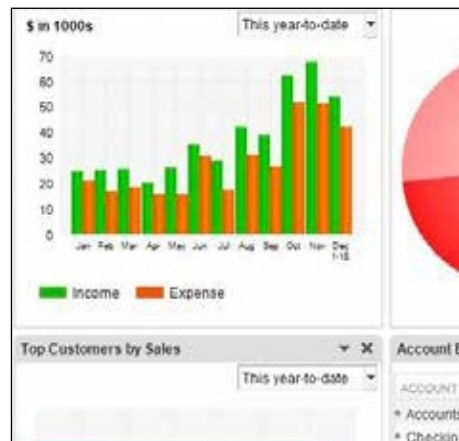 $ in 1000s
This year-to-date
70
60
50
40
30
20
10
0
Jan Feb Mar Apr May Jun Jul Aug Sep Oct Nov Dec
1-15
Income Expense
Top Customers by Sales
Account
This year-to-date
ACCOUNT
Accounts
Checkin